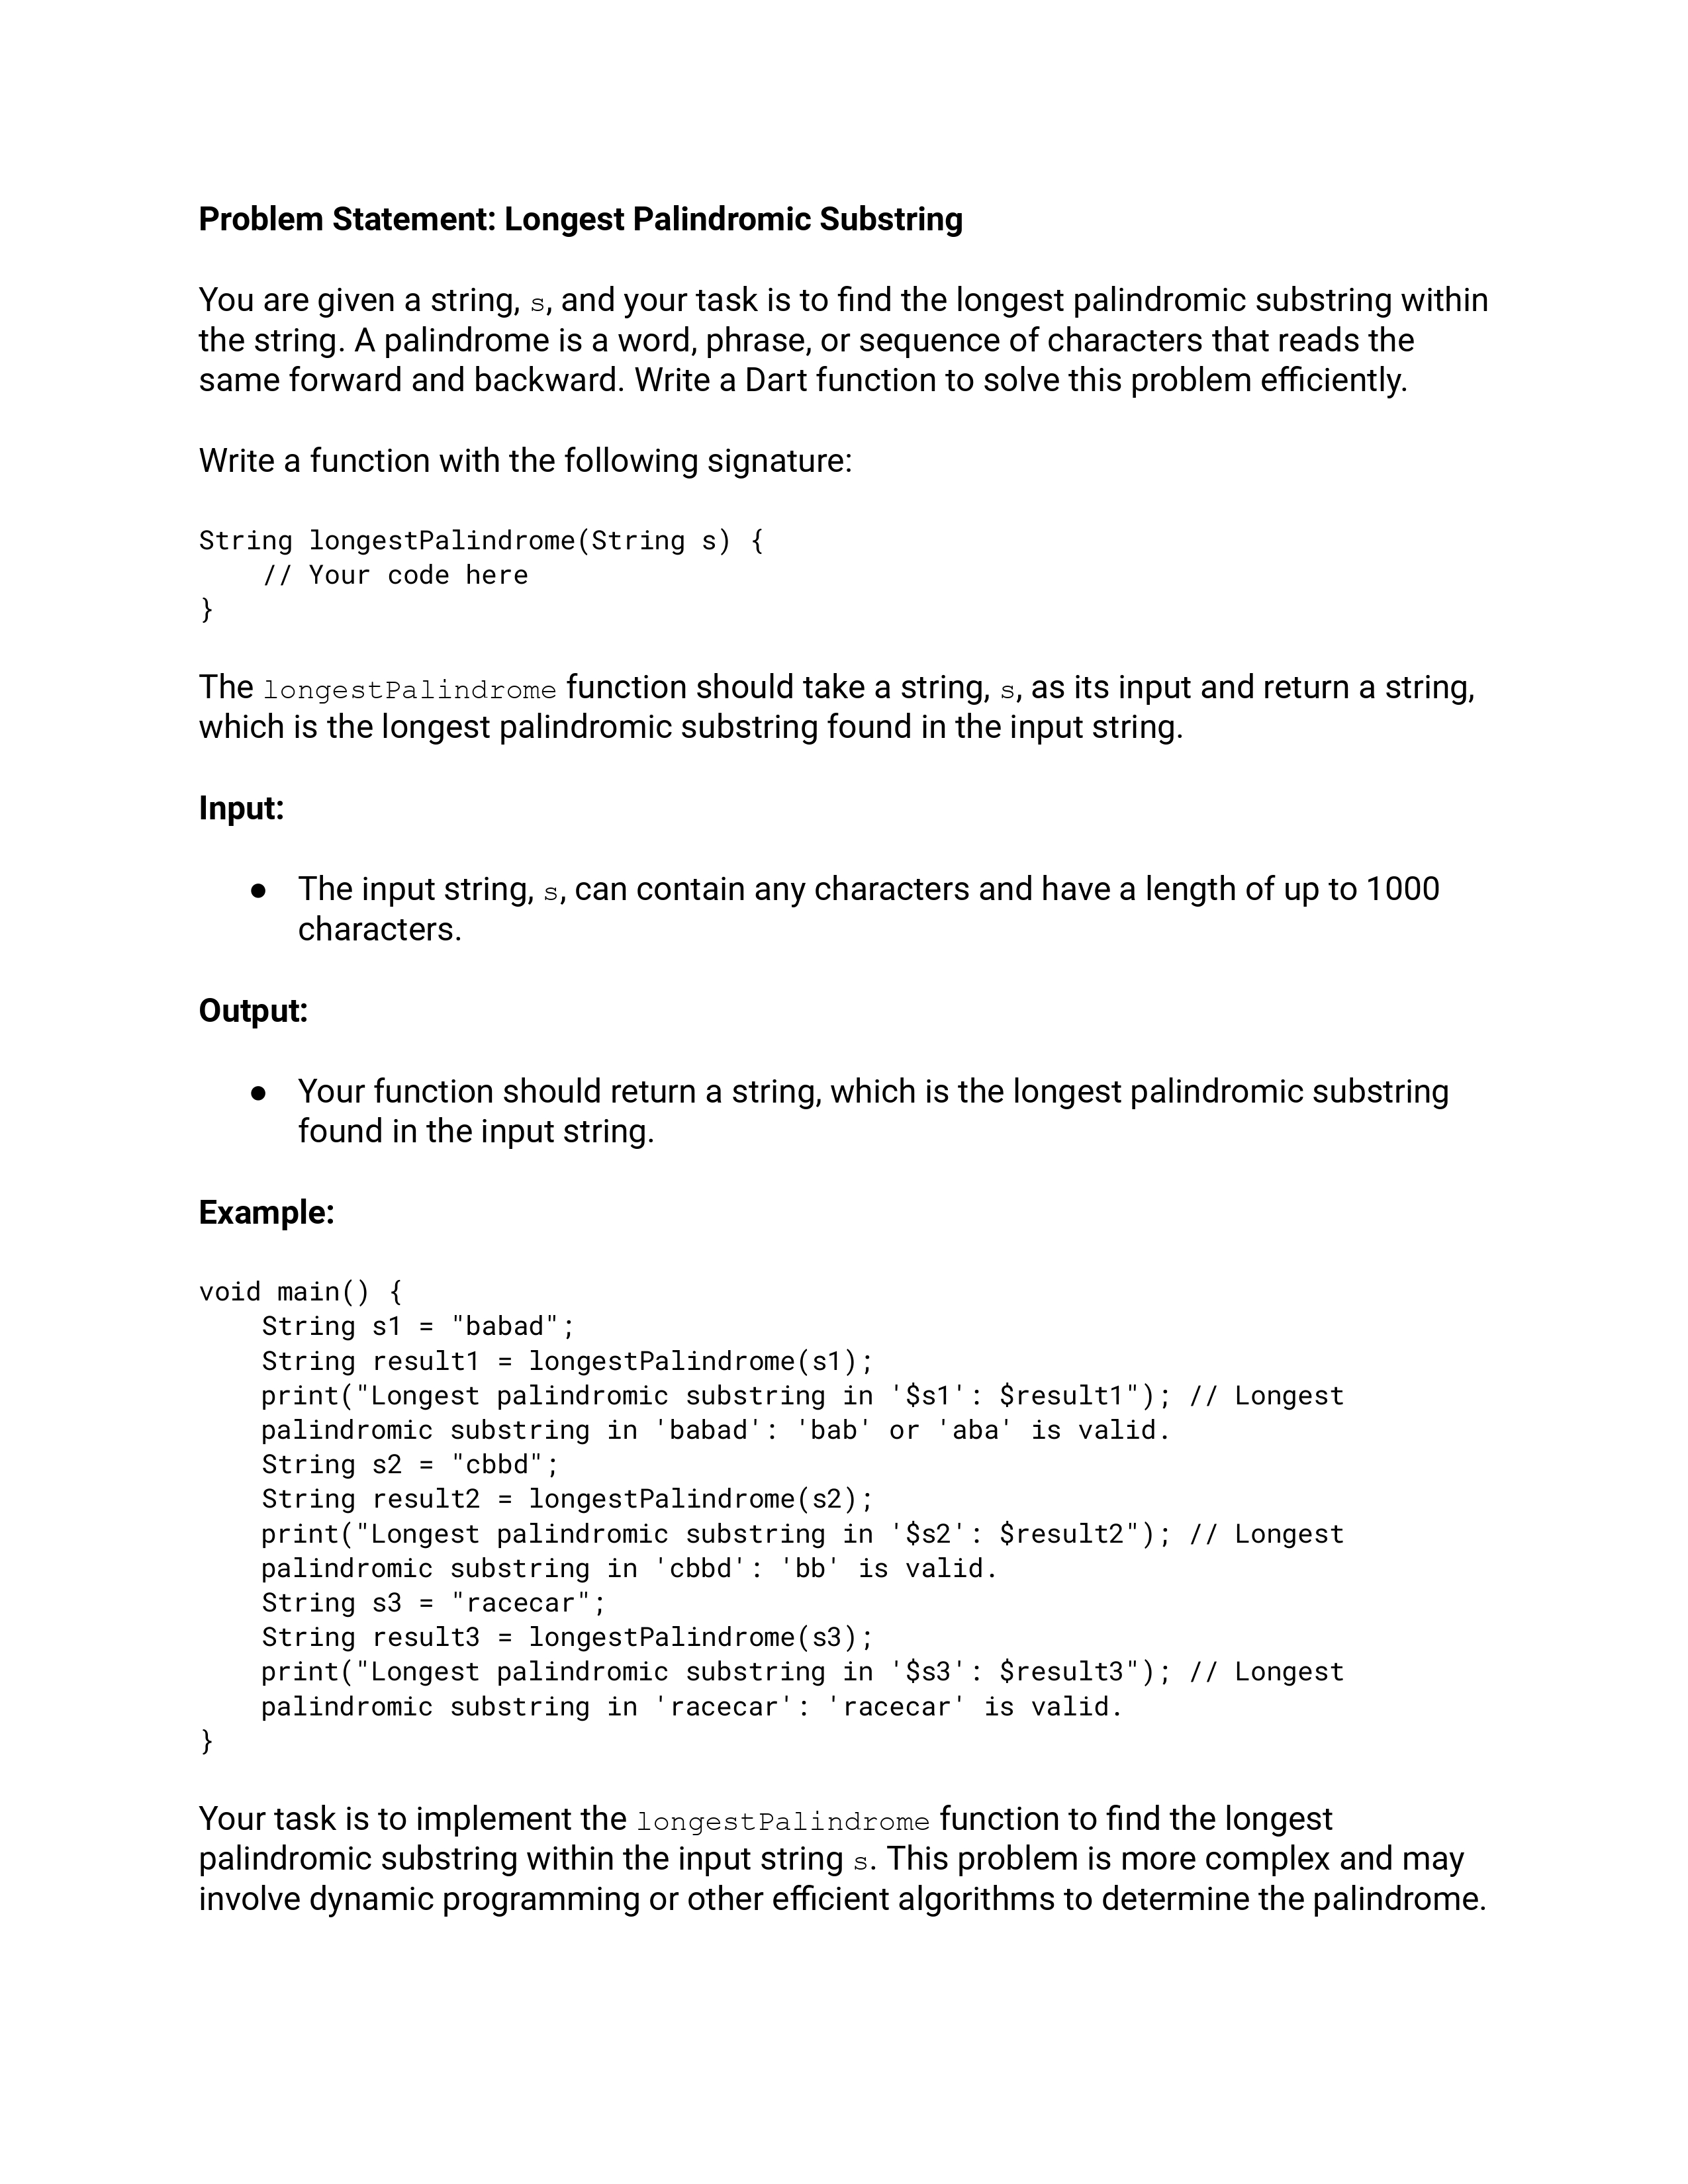 Problem Statement: Longest Palindromic Substring
You are given a string, s, and your task is to find the longest palindromic substring within
the string. A palindrome is a word, phrase, or sequence of characters that reads the
same forward and backward. Write a Dart function to solve this problem efficiently.
Write a function with the following signature:
String longestPalindrome(String s) {
    // Your code here
}
The longestPalindrome function should take a string, s, as its input and return a string,
which is the longest palindromic substring found in the input string.
Input:
● The input string, s, can contain any characters and have a length of up to 1000
characters.
Output:
● Your function should return a string, which is the longest palindromic substring
found in the input string.
Example:
void main() {
    String s1 = "babad";
    String result1 = longestPalindrome(s1);
    print("Longest palindromic substring in '$s1': $result1"); // Longest
    palindromic substring in 'babad': 'bab' or 'aba' is valid.
    String s2 = "cbbd";
    String result2 = longestPalindrome(s2);
    print("Longest palindromic substring in '$s2': $result2"); // Longest
    palindromic substring in 'cbbd': 'bb' is valid.
    String s3 = "racecar";
    String result3 = longestPalindrome(s3);
    print("Longest palindromic substring in '$s3': $result3"); // Longest
    palindromic substring in 'racecar': 'racecar' is valid.
}
Your task is to implement the longestPalindrome function to find the longest
palindromic substring within the input string s. This problem is more complex and may
involve dynamic programming or other efficient algorithms to determine the palindrome.